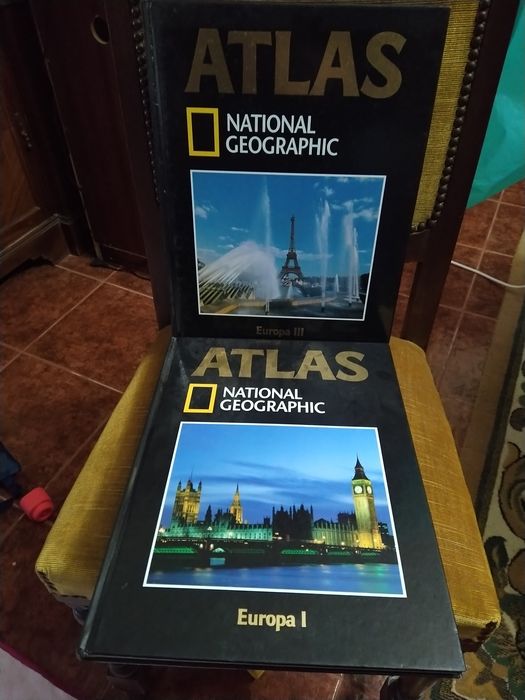 ATLAS
NATIONAL
GEOGRAPHIC
Europa III
ATLAS
NATIONAL
GEOGRAPHIC
Europa I